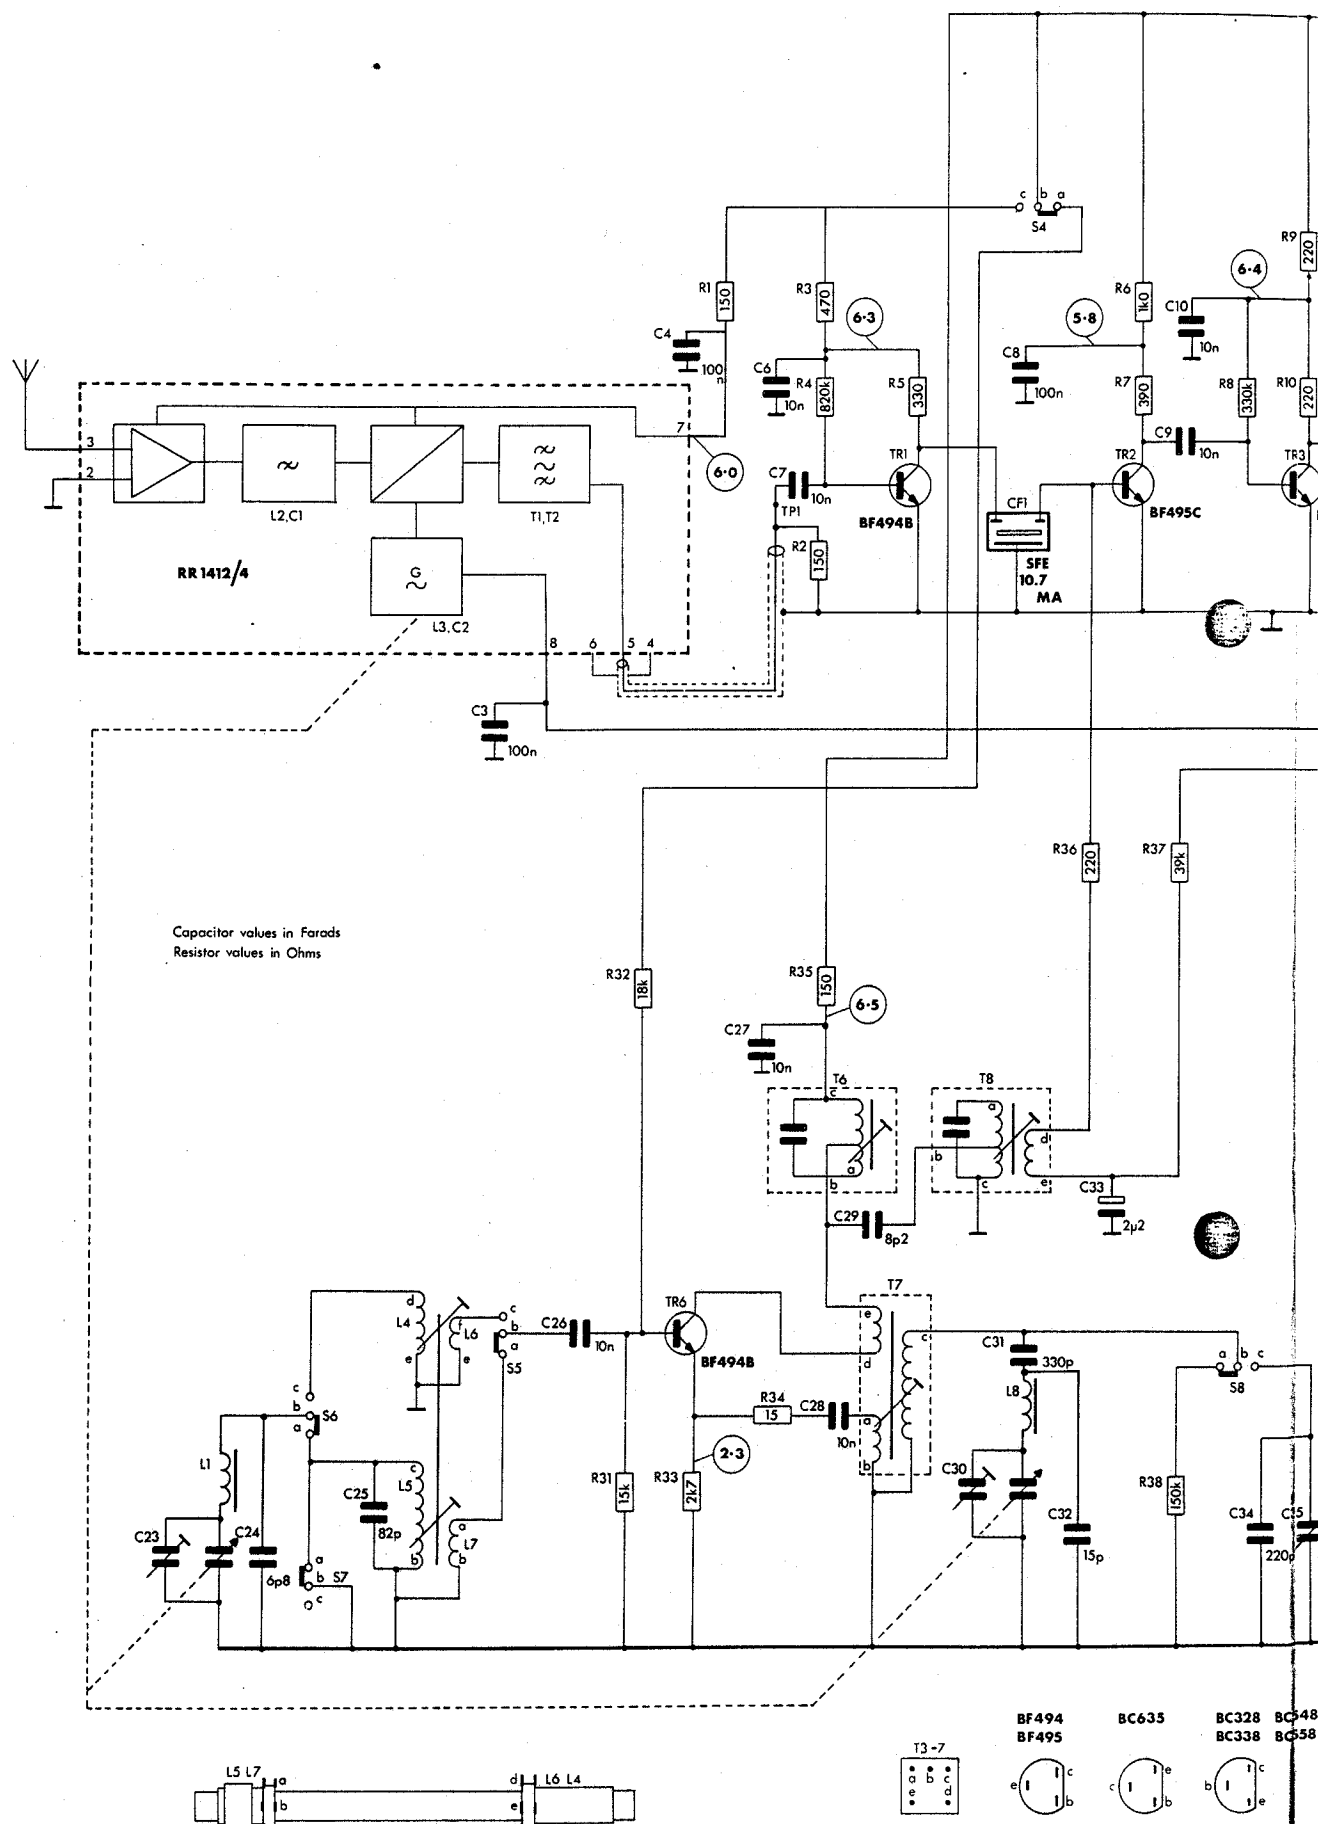 c b a
S4
R9
220
6·4
R1
150
R3
470
6·3
R6
1k0
C10
10n
5·8
C4
100
n
C6
10n
R4
820k
R5
330
C8
100n
R7
390
R8
330k
R10
220
7
6·0
3
2
L2,C1
T1,T2
C7
10n
TP1
TR1
BF494B
C9
10n
TR2
BF495C
TR3
CF1
SFE
10.7
MA
R2
150
RR1412/4
G
L3,C2
8
6
5
4
C3
100n
R36
220
R37
39k
Capacitor values in Farads
Resistor values in Ohms
R32
18k
R35
150
6·5
C27
10n
T6
c
a
b
T8
a
b
c
d
e
C29
8p2
C33
2µ2
T7
e
d
c
a
b
d
L4
e
f
L6
e
c
b
a
S5
C26
10n
TR6
BF494B
C31
330p
L8
a b c
S8
c
b
a
S6
R34
15
C28
10n
2·3
L1
C25
82p
c
L5
b
a
L7
b
R31
15k
R33
2k7
C30
C32
15p
R38
150k
C34
220p
C23
C24
6p8
a
b
c
S7
BF494
BF495
BC635
BC328
BC338
T3-7
a b c
e d
e
c
b
c
e
b
b
c
e
L5 L7
a
b
d
e
L6 L4